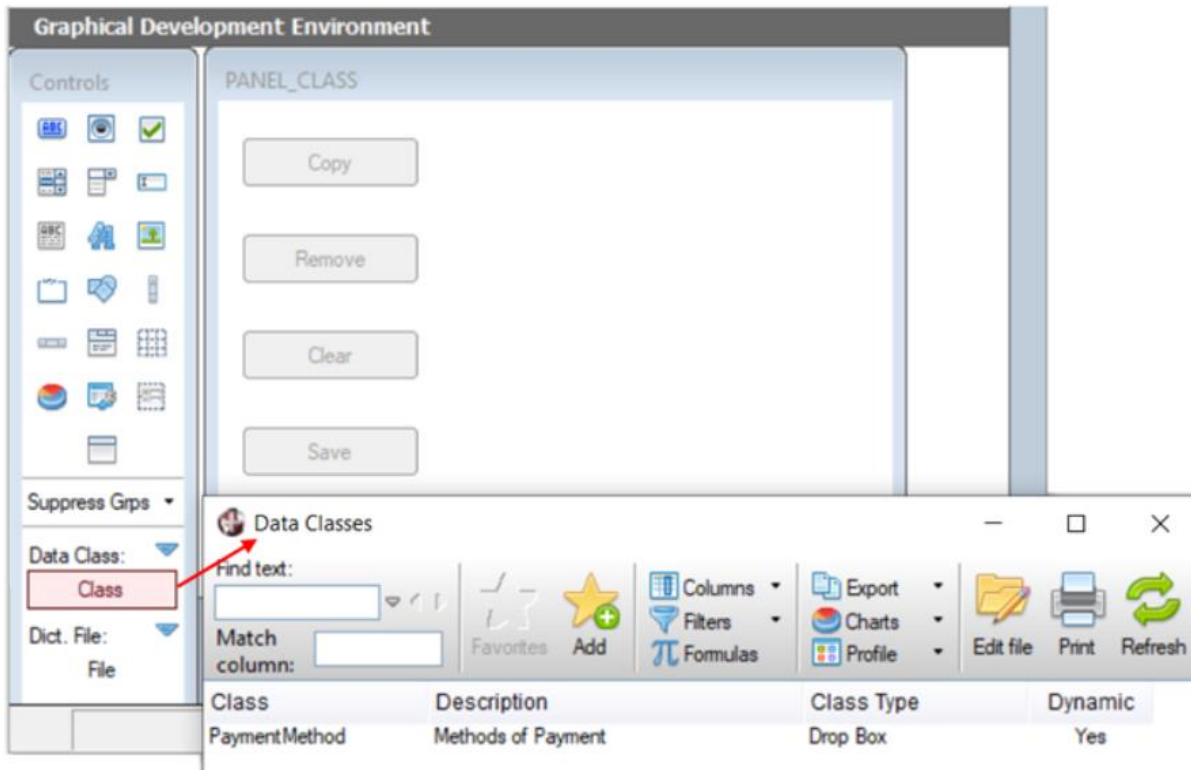 Graphical Development Environment
Controls
PANEL_CLASS
Copy
Remove
Clear
Save
Suppress Grps
Data Class:
Class
Dict. File:
File
Data Classes
Find text:
Match
column:
Favorites
Add
Columns
Filters
Formulas
Export
Charts
Profile
Edit file
Print
Refresh
Class Description Class Type Dynamic
PaymentMethod Methods of Payment Drop Box Yes